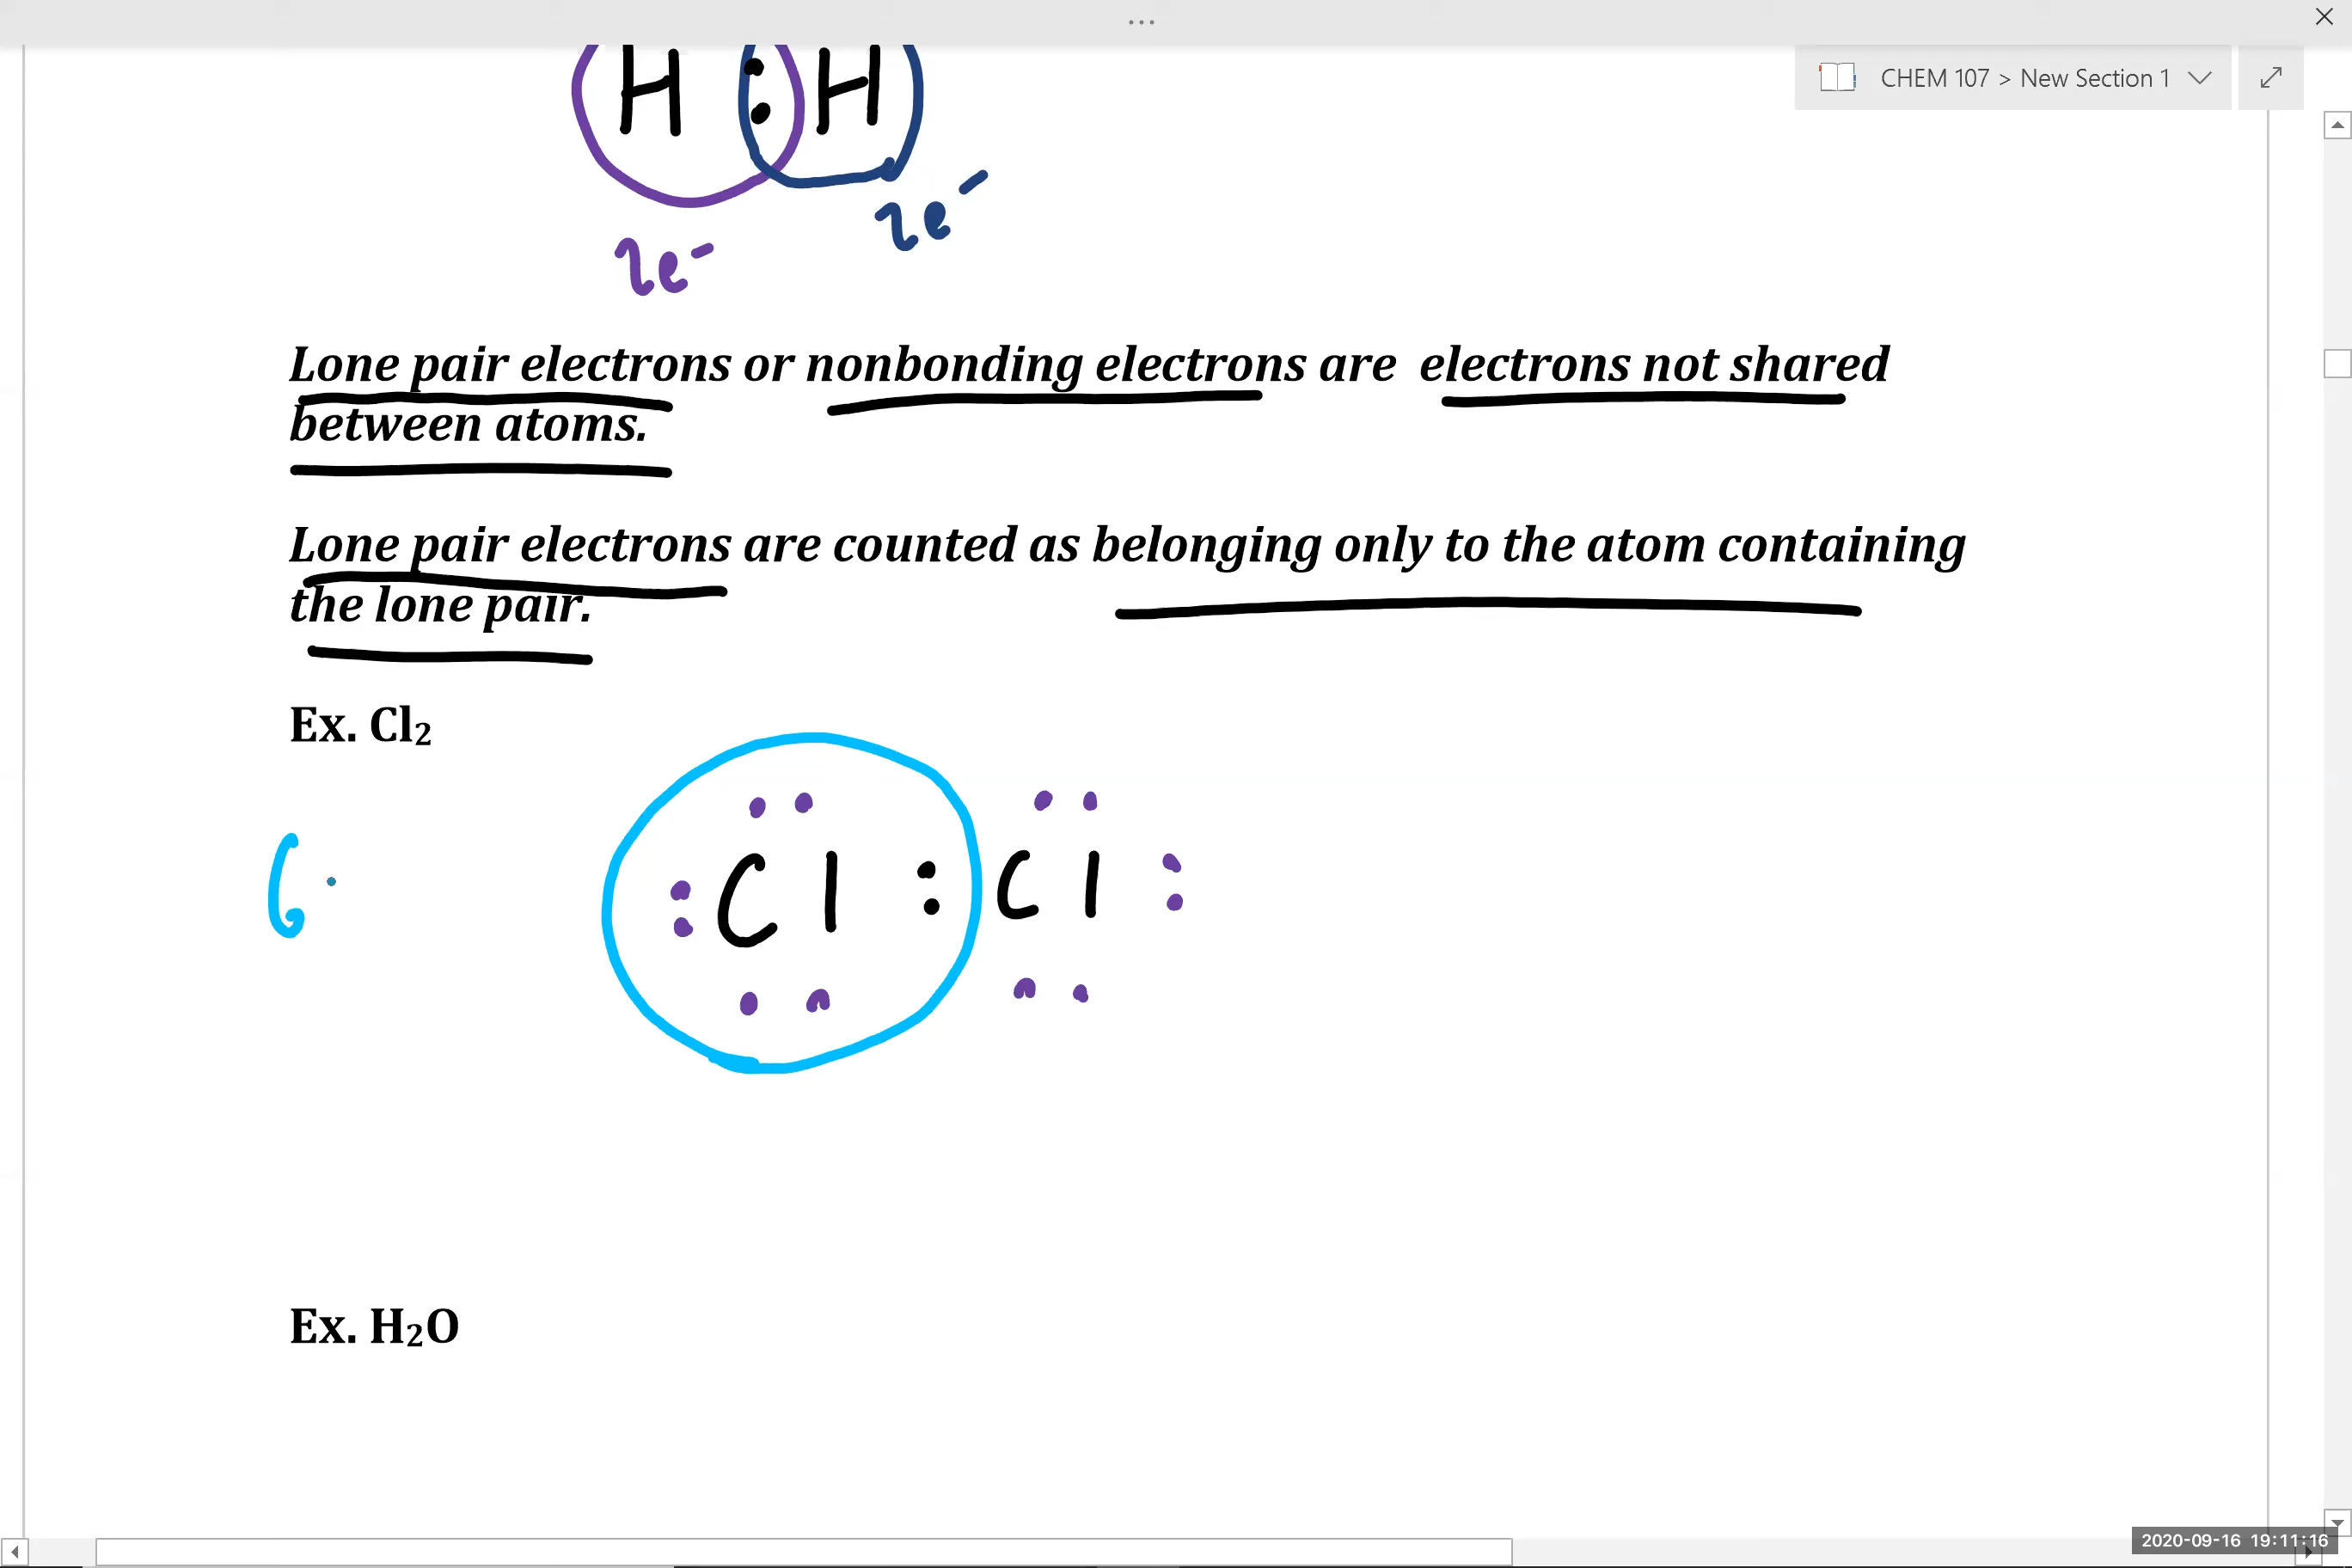 CHEM 107 > New Section 1
H : H
2e⁻
2e⁻
Lone pair electrons or nonbonding electrons are electrons not shared
between atoms.
Lone pair electrons are counted as belonging only to the atom containing
the lone pair.
Ex. Cl₂
6
Cl : Cl :
Ex. H₂O
2020-09-16 19:11:16